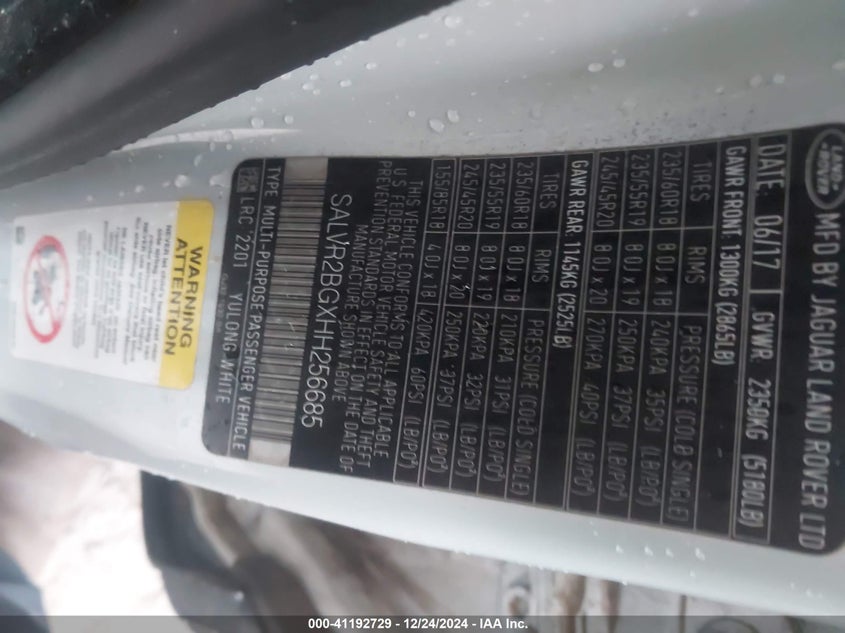 LAND ROVER
MFD BY JAGUAR LAND ROVER LTD
DATE: 06/17 GVWR: 2350KG (5180LB)
GAWR FRONT: 1300KG (2865LB)
TIRES RIMS PRESSURE (COLD SINGLE)
235/60R18 8.0J x 18 240KPA 35PSI (LB/PO²)
235/55R19 8.0J x 19 250KPA 37PSI (LB/PO²)
245/45R20 8.0J x 20 270KPA 40PSI (LB/PO²)
GAWR REAR: 1145KG (2525LB)
TIRES RIMS PRESSURE (COLD SINGLE)
235/60R18 8.0J x 18 210KPA 31PSI (LB/PO²)
235/55R19 8.0J x 19 220KPA 32PSI (LB/PO²)
245/45R20 8.0J x 20 250KPA 37PSI (LB/PO²)
155/85R18 4.0J x 18 420KPA 60PSI (LB/PO²)
THIS VEHICLE CONFORMS TO ALL APPLICABLE
U.S FEDERAL MOTOR VEHICLE SAFETY AND THEFT
PREVENTION STANDARDS IN EFFECT ON THE DATE OF
MANUFACTURE SHOWN ABOVE
SALVR2BGXHH256685
TYPE: MULTI-PURPOSE PASSENGER VEHICLE
LRC 2201 YULONG WHITE
WARNING
ATTENTION
000-41192729 - 12/24/2024 - IAA Inc.